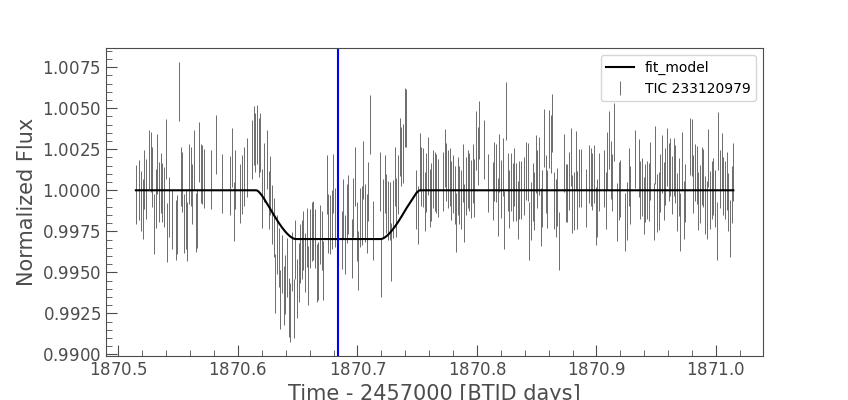 fit_model
TIC 233120979
Normalized Flux
1.0075
1.0050
1.0025
1.0000
0.9975
0.9950
0.9925
0.9900
1870.5 1870.6 1870.7 1870.8 1870.9 1871.0
Time - 2457000 [BTJD days]